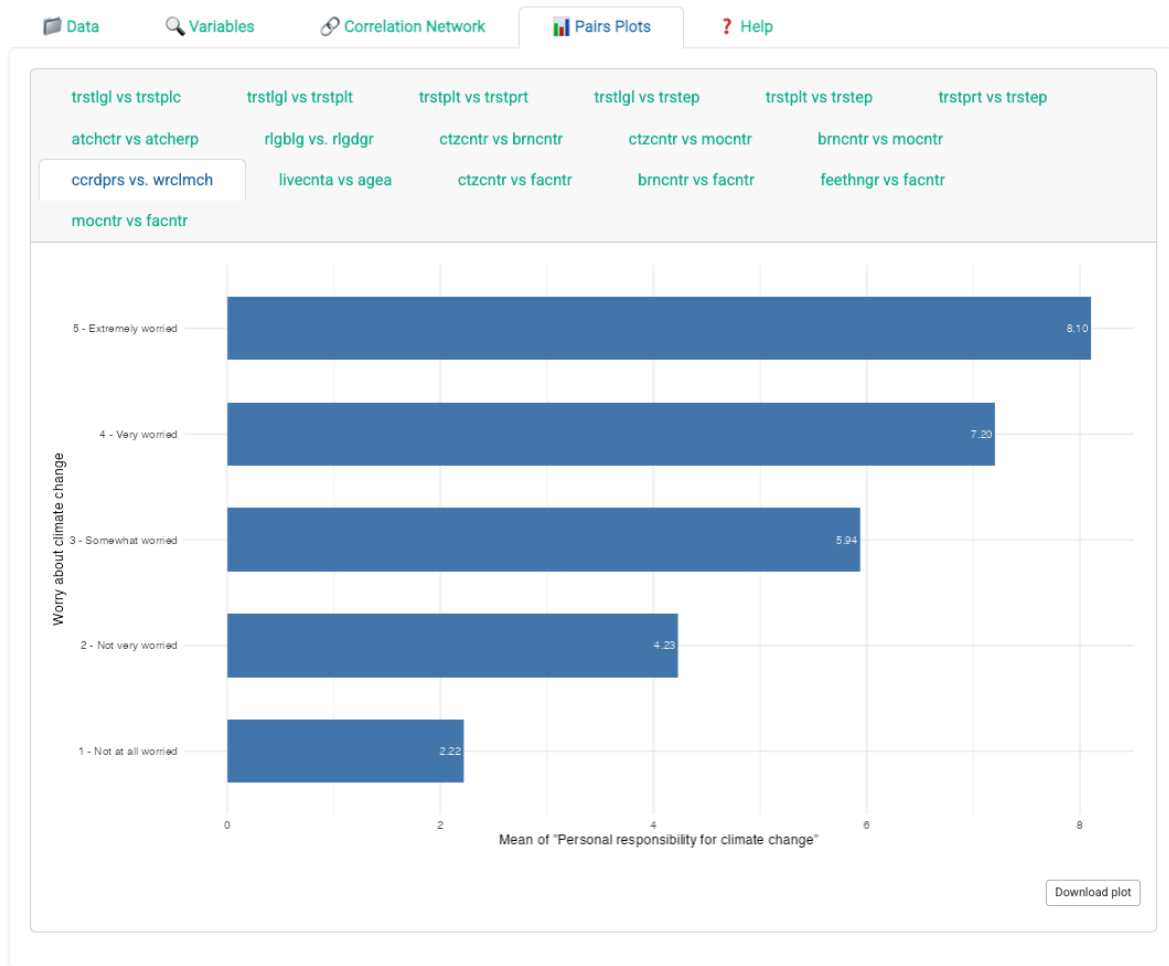 Data Variables Correlation Network Pairs Plots Help
trstlgl vs trstplc trstlgl vs trstplt trstplt vs trstprt trstlgl vs trstep trstplt vs trstep trstprt vs trstep
atchctr vs atcherp rlgblg vs. rlgdgr ctzcntr vs brncntr ctzcntr vs mocntr brncntr vs mocntr
ccrdprs vs. wrclmch livecnta vs agea ctzcntr vs facntr brncntr vs facntr feethngr vs facntr
mocntr vs facntr
Worry about climate change
5 - Extremely worried 8.10
4 - Very worried 7.20
3 - Somewhat worried 5.94
2 - Not very worried 4.23
1 - Not at all worried 2.22
0 2 4 6 8
Mean of "Personal responsibility for climate change"
Download plot